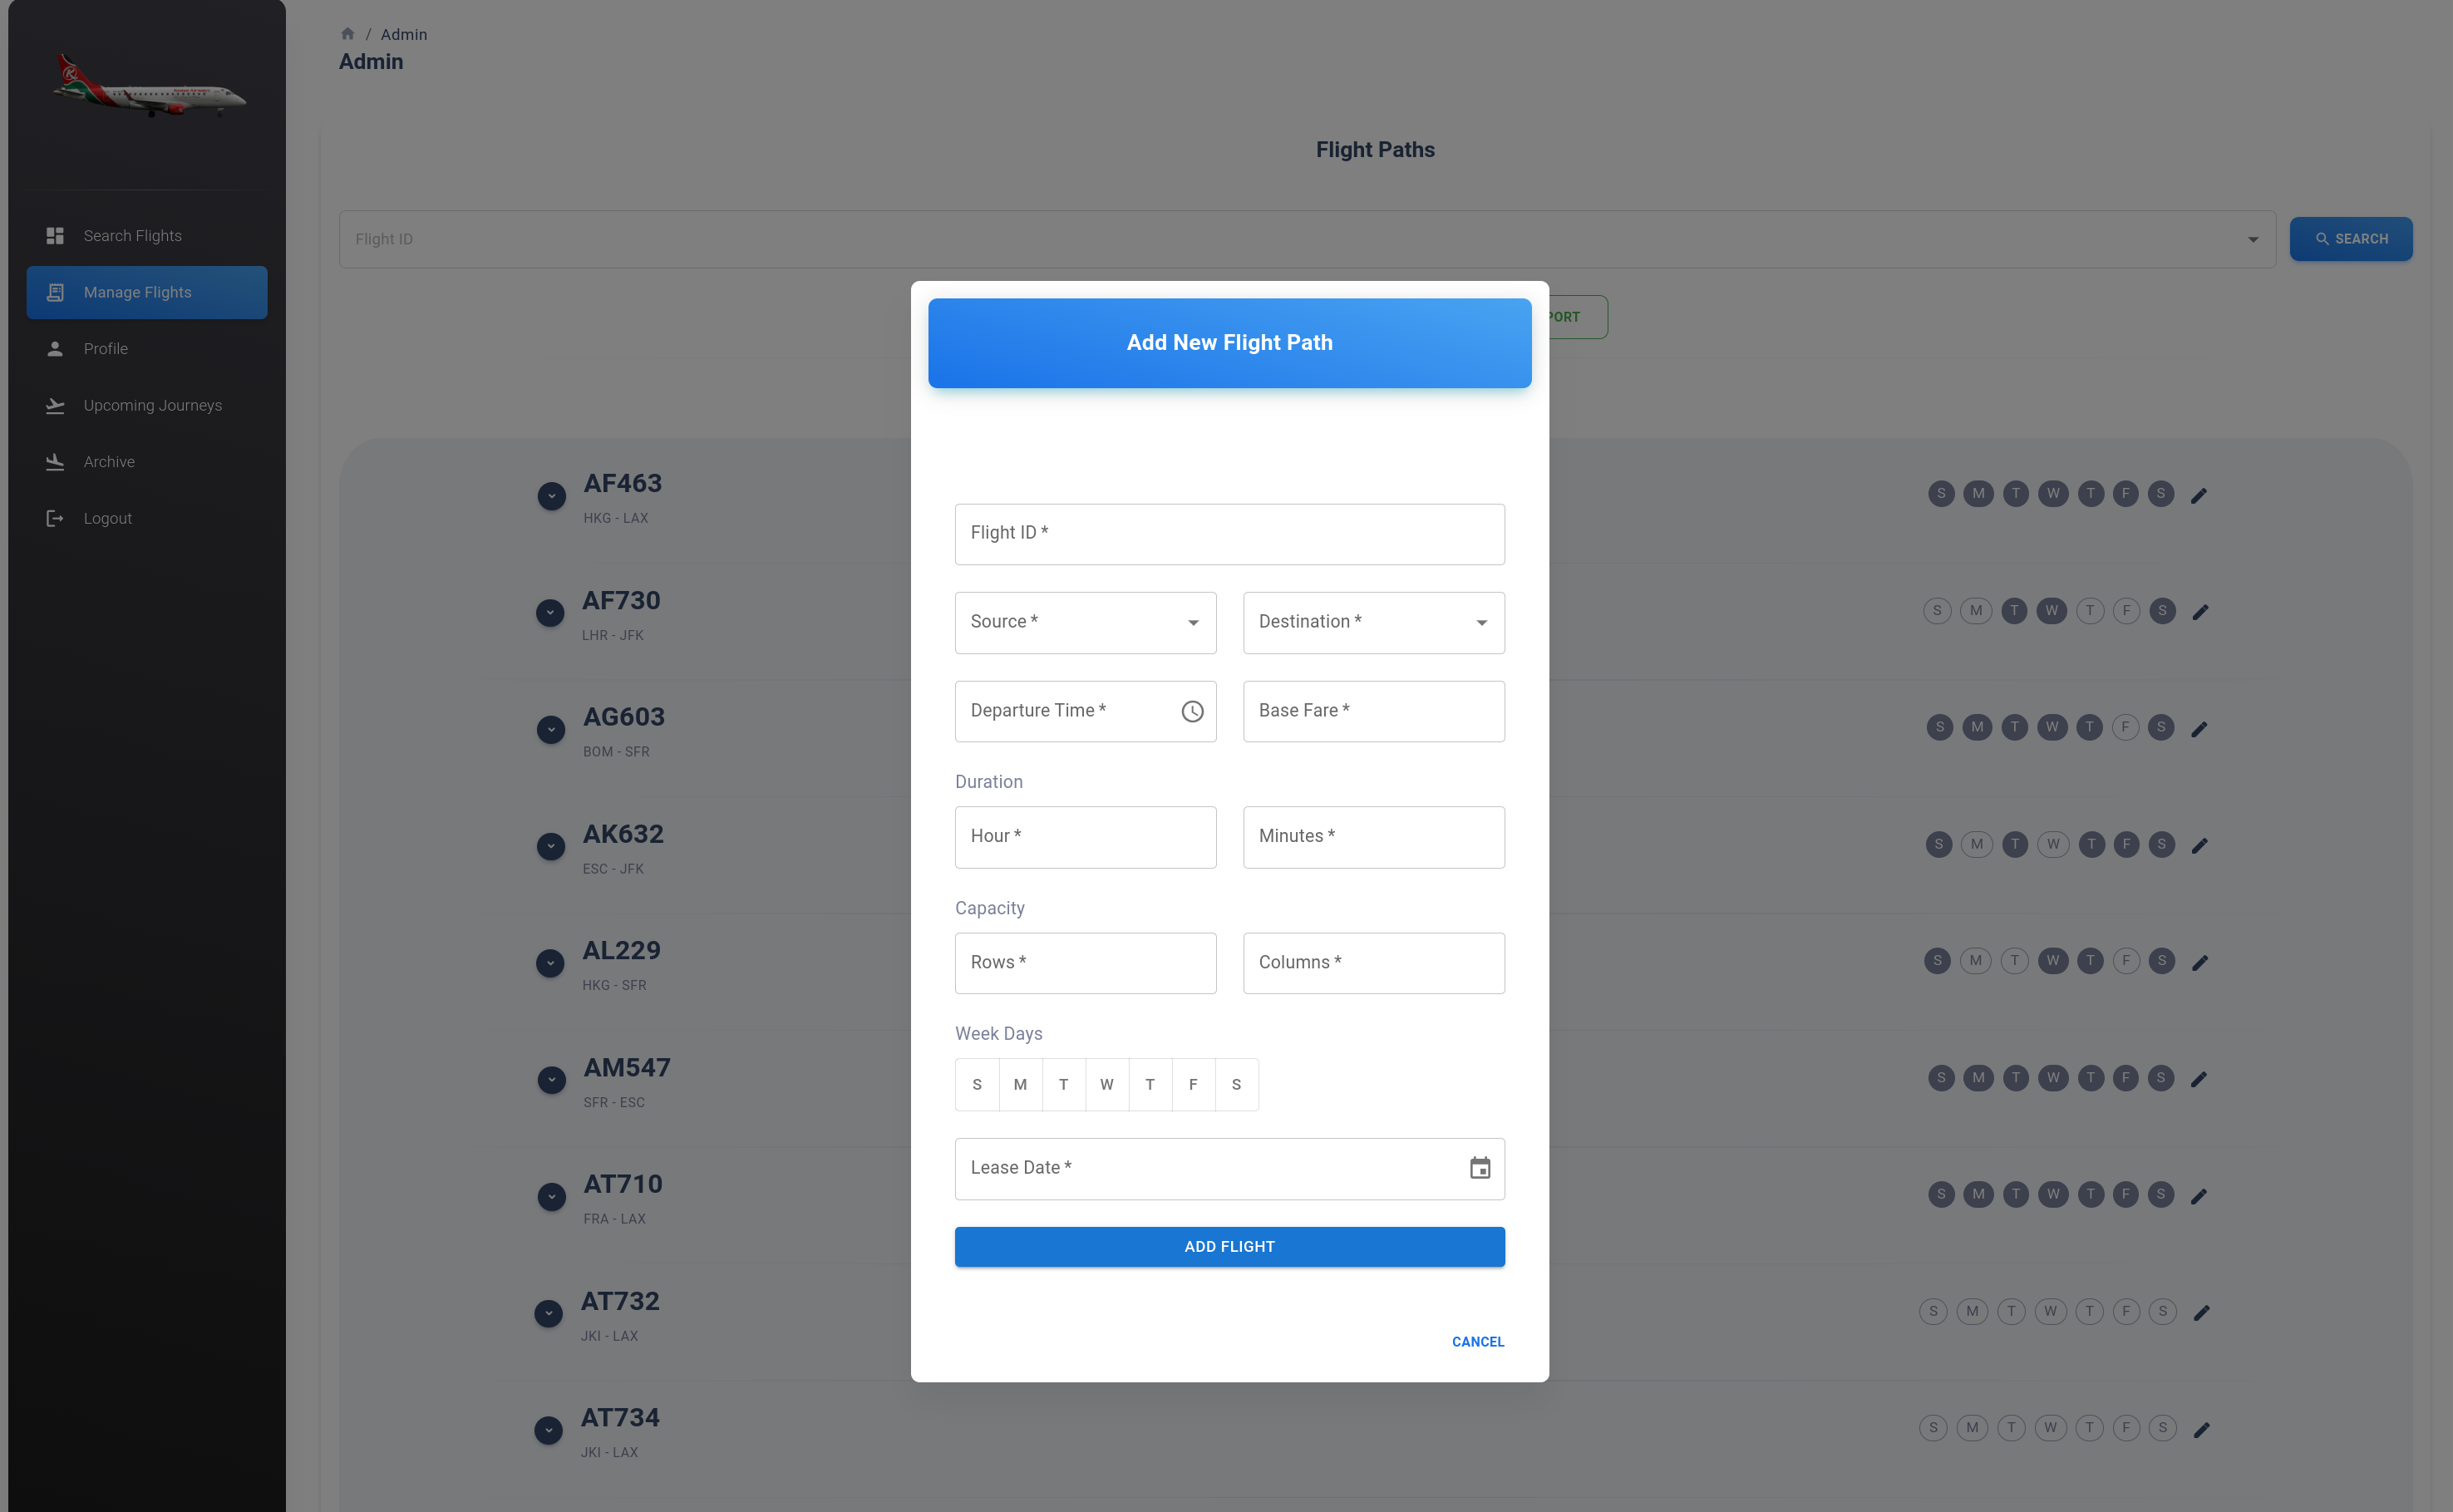 / Admin
Admin
Search Flights
Manage Flights
Profile
Upcoming Journeys
Archive
Logout
Flight Paths
Flight ID
SEARCH
PORT
AF463
HKG - LAX
S M T W T F S
AF730
LHR - JFK
S M T W T F S
AG603
BOM - SFR
S M T W T F S
AK632
ESC - JFK
S M T W T F S
AL229
HKG - SFR
S M T W T F S
AM547
SFR - ESC
S M T W T F S
AT710
FRA - LAX
S M T W T F S
AT732
JKI - LAX
S M T W T F S
AT734
JKI - LAX
S M T W T F S
Add New Flight Path
Flight ID *
Source * Destination *
Departure Time * Base Fare *
Duration
Hour * Minutes *
Capacity
Rows * Columns *
Week Days
S M T W T F S
Lease Date *
ADD FLIGHT
CANCEL